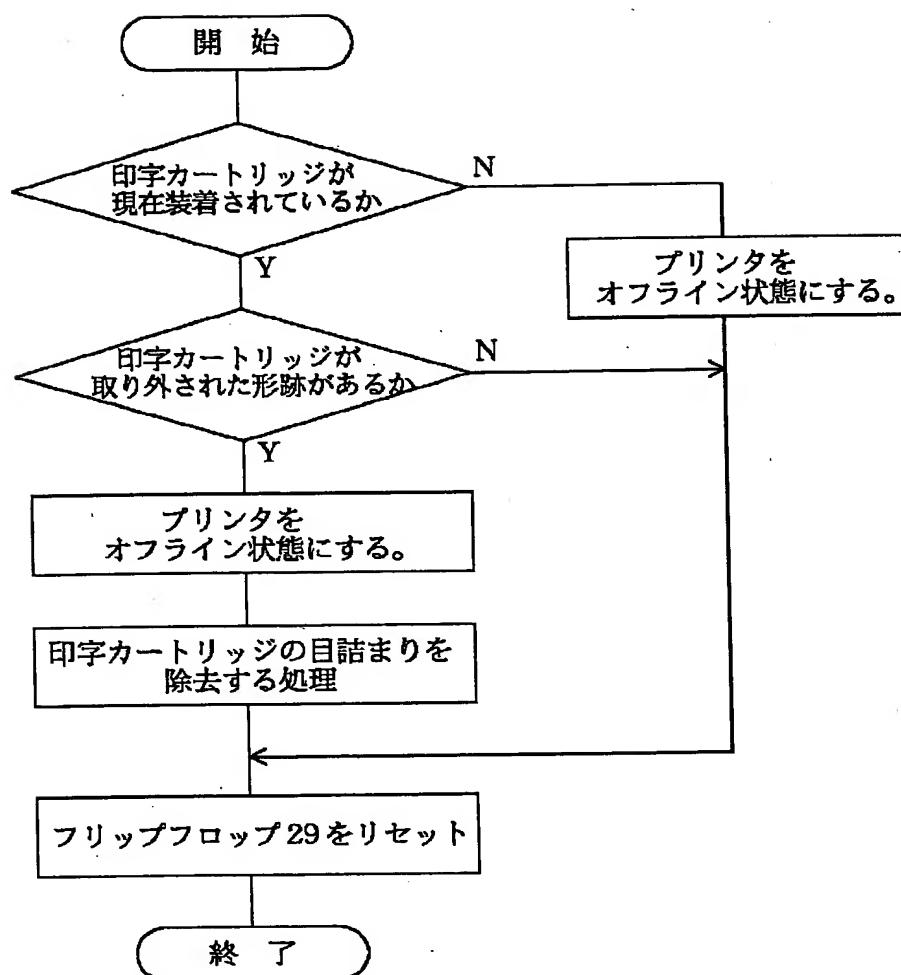 開 始
印字カートリッジが
現在装着されているか
N
Y
プリンタを
オフライン状態にする。
印字カートリッジが
取り外された形跡があるか
N
Y
プリンタを
オフライン状態にする。
印字カートリッジの目詰まりを
除去する処理
フリップフロップ29をリセット
終 了